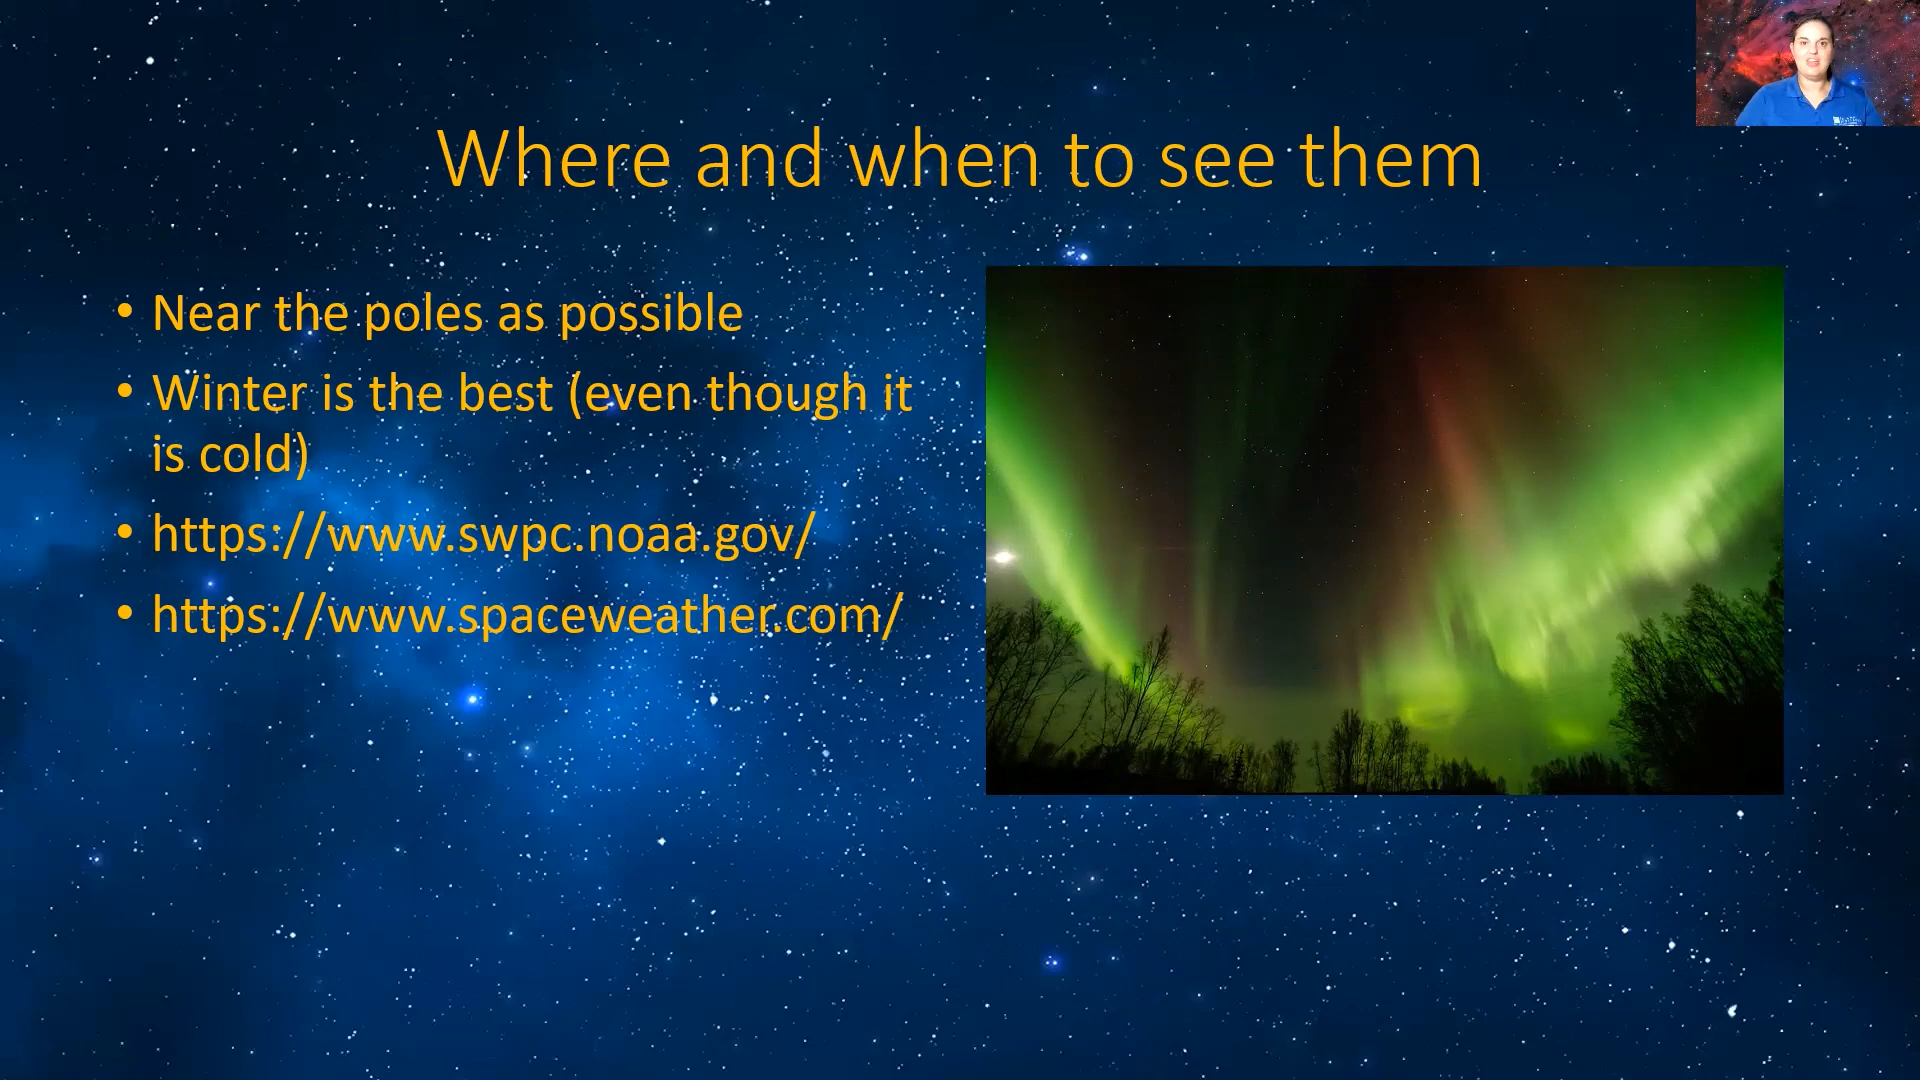 Where and when to see them
• Near the poles as possible
• Winter is the best (even though it
is cold)
• https://www.swpc.noaa.gov/
• https://www.spaceweather.com/